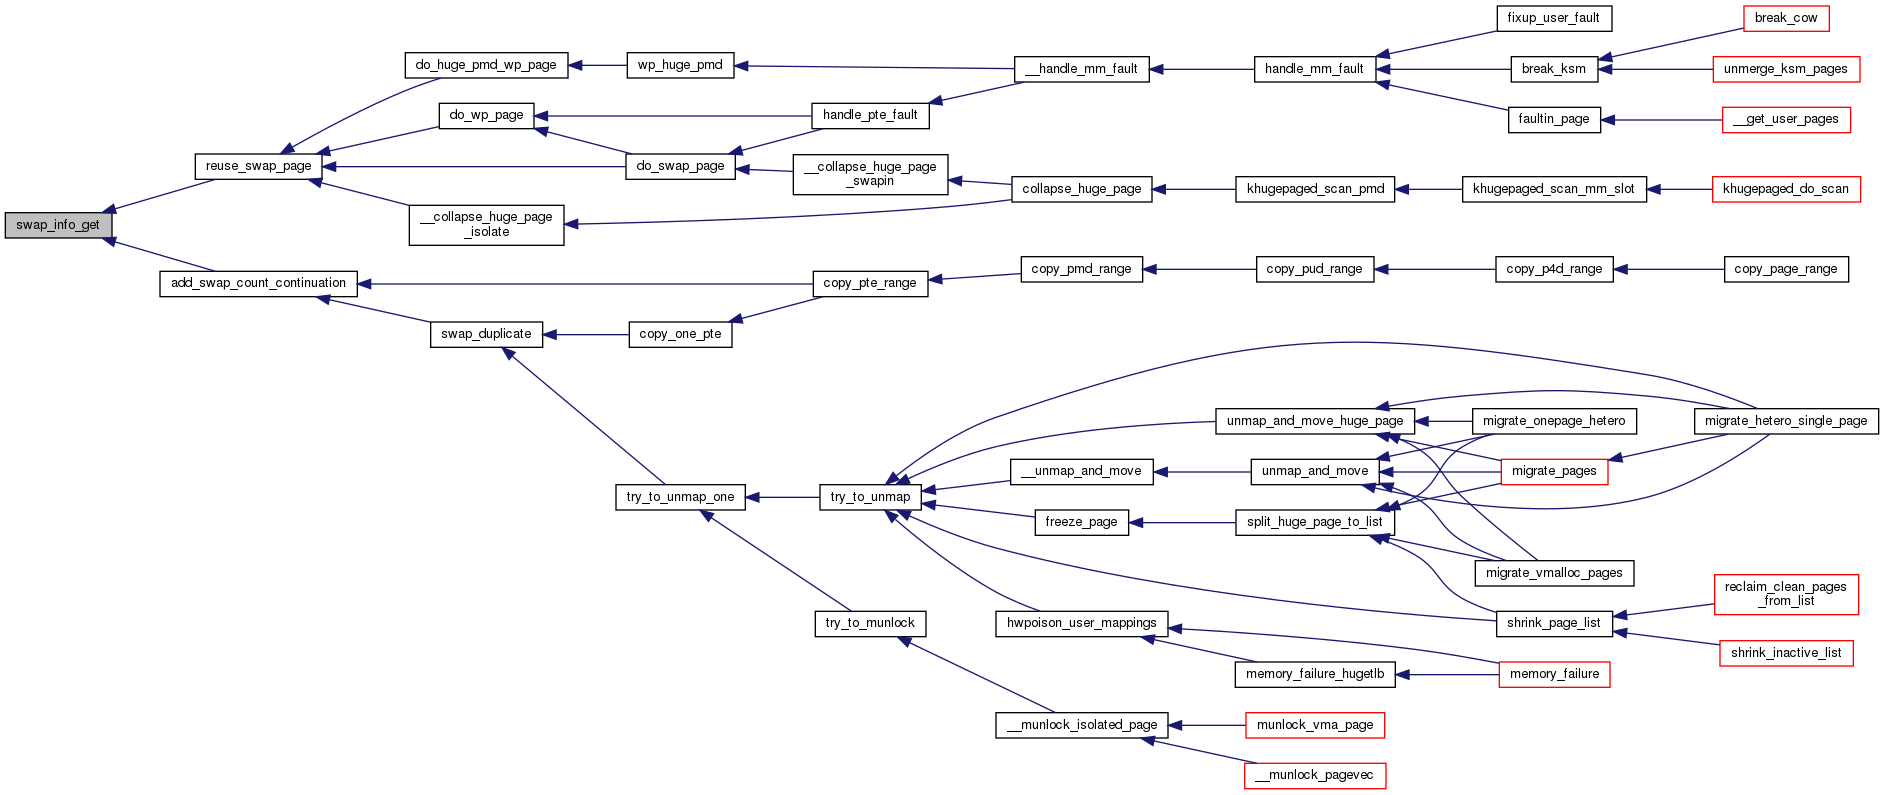 fixup_user_fault
break_cow
do_huge_pmd_wp_page
wp_huge_pmd
__handle_mm_fault
handle_mm_fault
break_ksm
unmerge_ksm_pages
do_wp_page
handle_pte_fault
faultin_page
__get_user_pages
reuse_swap_page
do_swap_page
__collapse_huge_page
_swapin
collapse_huge_page
khugepaged_scan_pmd
khugepaged_scan_mm_slot
khugepaged_do_scan
swap_info_get
__collapse_huge_page
_isolate
add_swap_count_continuation
copy_pte_range
copy_pmd_range
copy_pud_range
copy_p4d_range
copy_page_range
swap_duplicate
copy_one_pte
unmap_and_move_huge_page
migrate_onepage_hetero
migrate_hetero_single_page
__unmap_and_move
unmap_and_move
migrate_pages
try_to_unmap_one
try_to_unmap
freeze_page
split_huge_page_to_list
migrate_vmalloc_pages
reclaim_clean_pages
_from_list
try_to_munlock
hwpoison_user_mappings
shrink_page_list
shrink_inactive_list
memory_failure_hugetlb
memory_failure
__munlock_isolated_page
munlock_vma_page
__munlock_pagevec